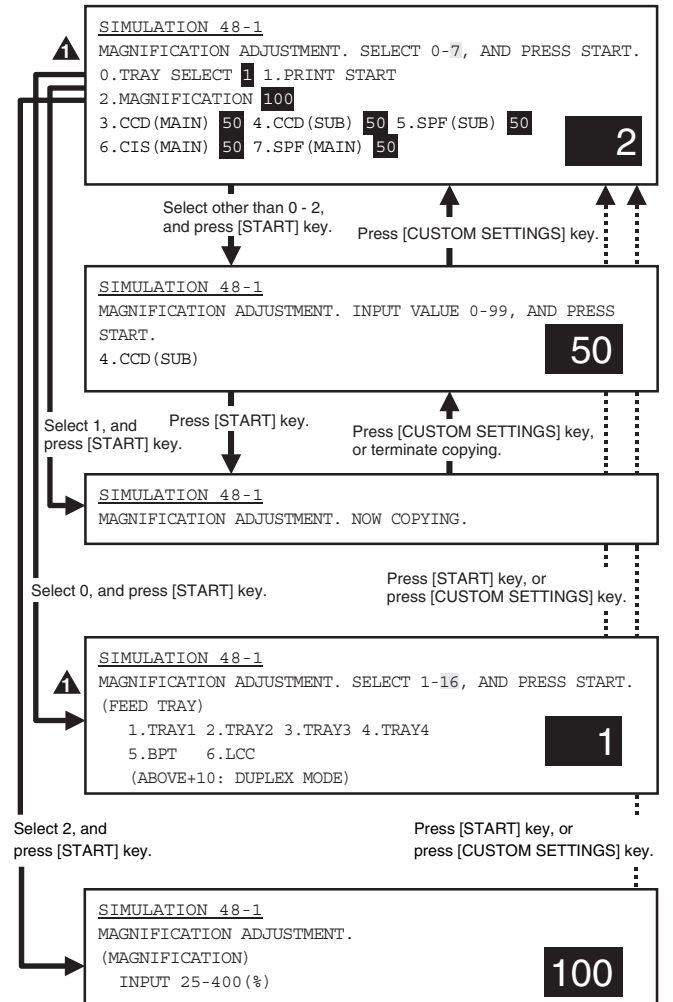 SIMULATION 48-1
1
MAGNIFICATION ADJUSTMENT. SELECT 0-7, AND PRESS START.
0.TRAY SELECT 1 1.PRINT START
2.MAGNIFICATION 100
3.CCD(MAIN) 50 4.CCD(SUB) 50 5.SPF(SUB) 50
6.CIS(MAIN) 50 7.SPF(MAIN) 50
2
Select other than 0 - 2,
and press [START] key.
Press [CUSTOM SETTINGS] key.
SIMULATION 48-1
MAGNIFICATION ADJUSTMENT. INPUT VALUE 0-99, AND PRESS
START.
4.CCD(SUB)
50
Select 1, and
press [START] key.
Press [START] key.
Press [CUSTOM SETTINGS] key,
or terminate copying.
SIMULATION 48-1
MAGNIFICATION ADJUSTMENT. NOW COPYING.
Select 0, and press [START] key.
Press [START] key, or
press [CUSTOM SETTINGS] key.
SIMULATION 48-1
1
MAGNIFICATION ADJUSTMENT. SELECT 1-16, AND PRESS START.
(FEED TRAY)
1.TRAY1 2.TRAY2 3.TRAY3 4.TRAY4
5.BPT 6.LCC
(ABOVE+10: DUPLEX MODE)
1
Select 2, and
press [START] key.
Press [START] key, or
press [CUSTOM SETTINGS] key.
SIMULATION 48-1
MAGNIFICATION ADJUSTMENT.
(MAGNIFICATION)
INPUT 25-400(%)
100